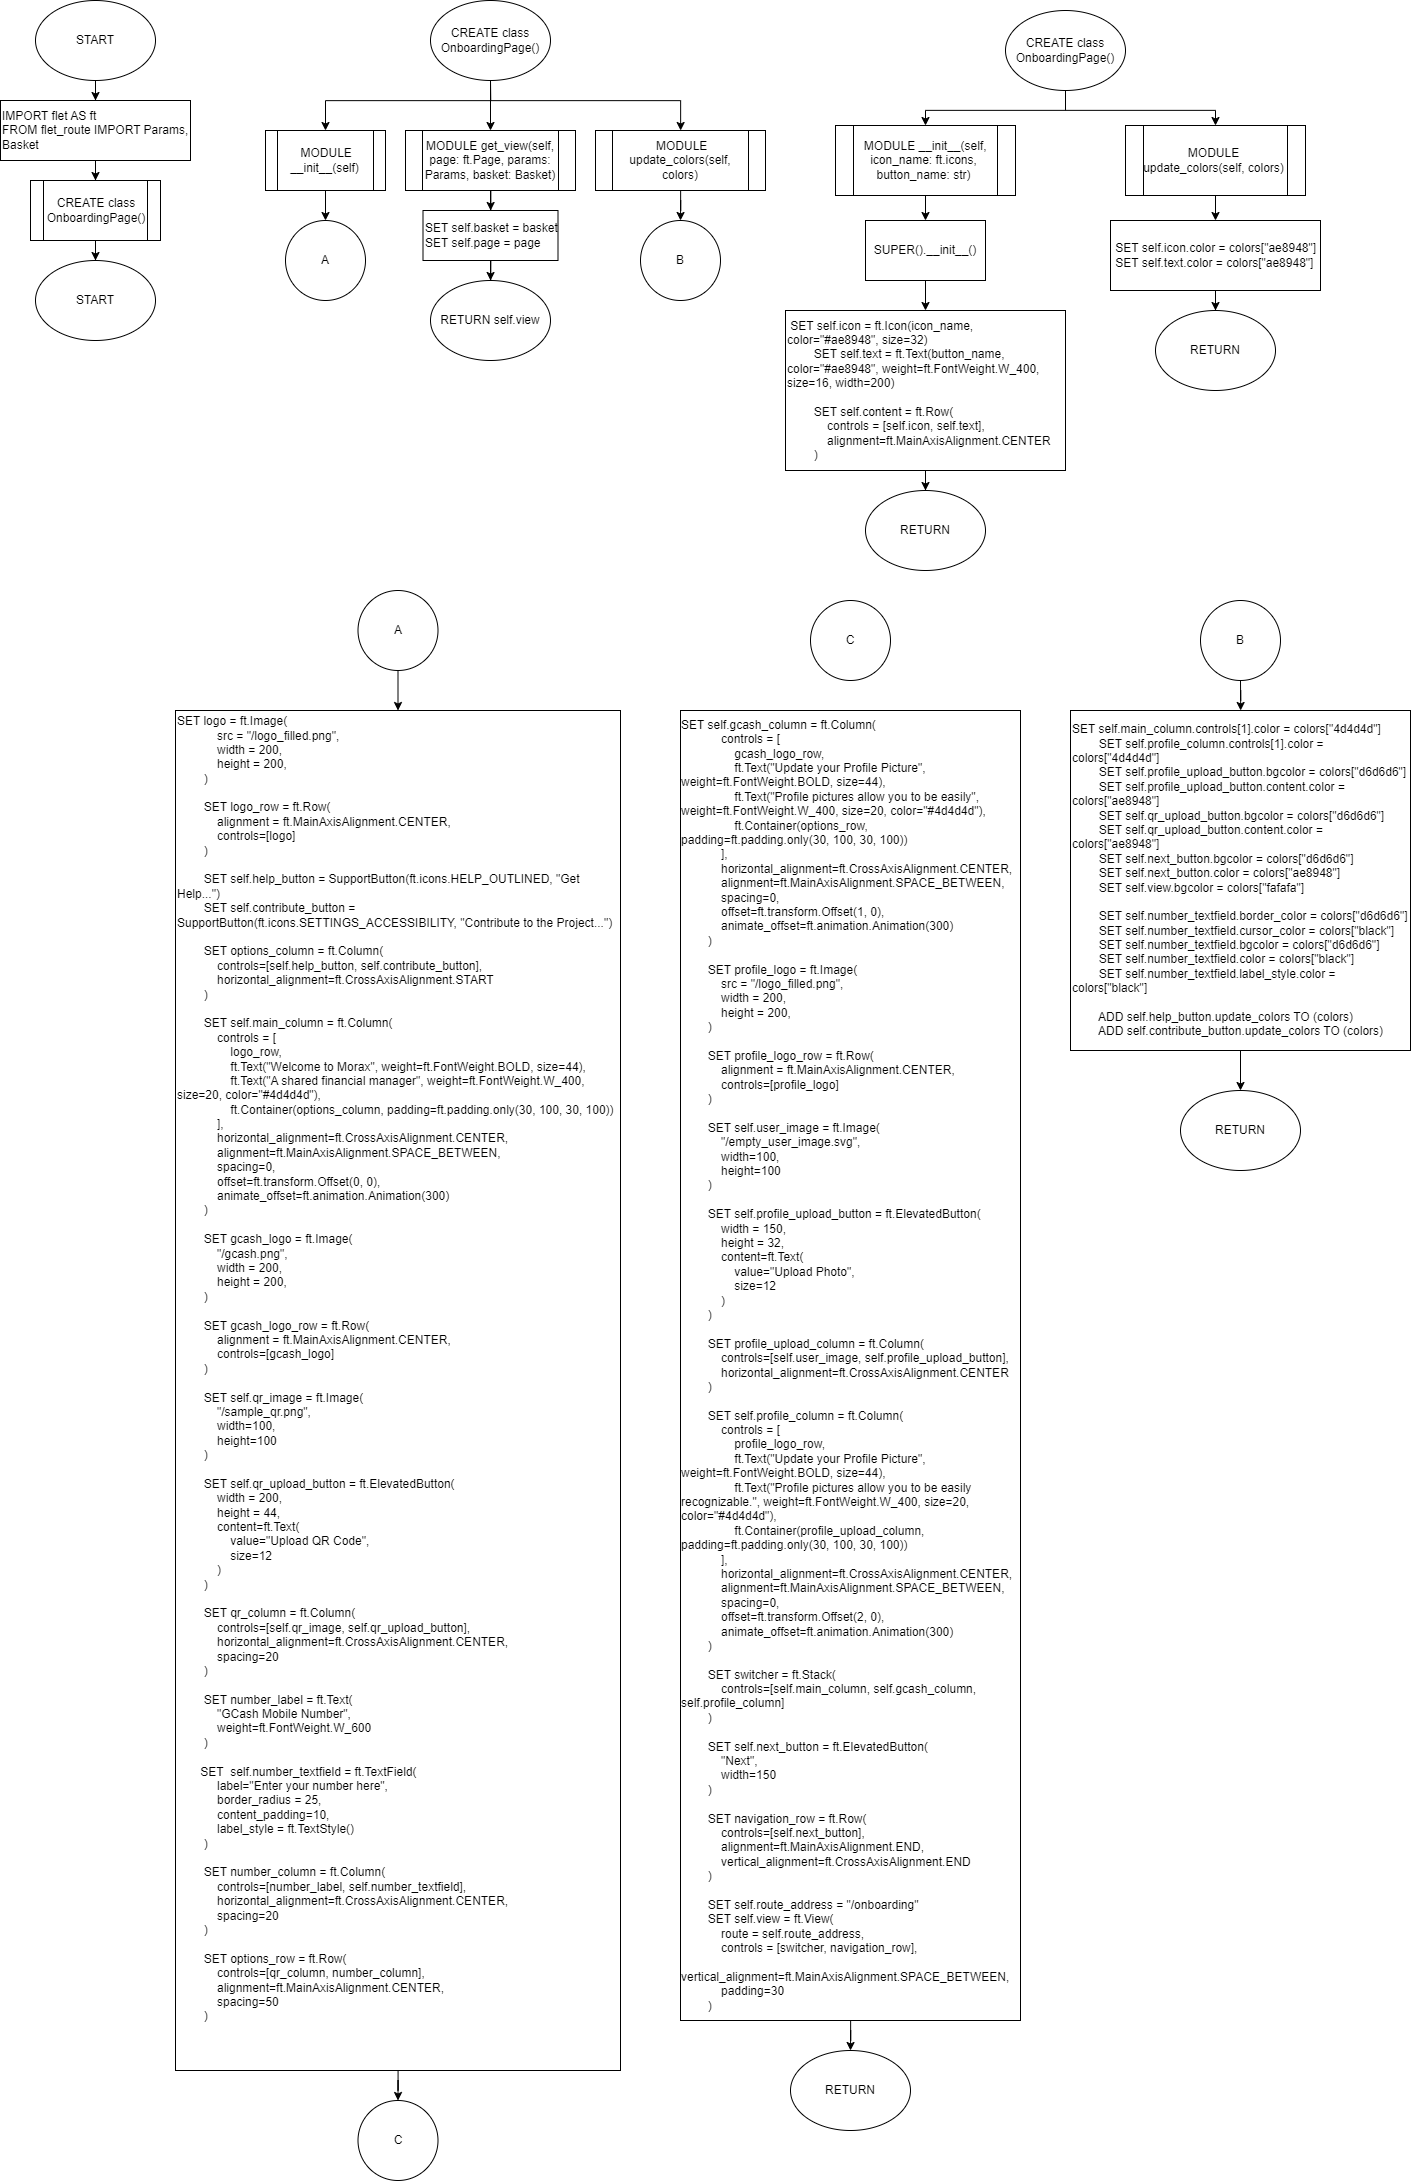 START
IMPORT flet AS ft
FROM flet_route IMPORT Params,
Basket
CREATE class
OnboardingPage()
START
CREATE class
OnboardingPage()
MODULE
__init__(self)
A
MODULE get_view(self,
page: ft.Page, params:
Params, basket: Basket)
SET self.basket = basket
SET self.page = page
RETURN self.view
MODULE
update_colors(self,
colors)
B
CREATE class
OnboardingPage()
MODULE __init__(self,
icon_name: ft.icons,
button_name: str)
SUPER().__init__()
SET self.icon = ft.Icon(icon_name,
color="#ae8948", size=32)
SET self.text = ft.Text(button_name,
color="#ae8948", weight=ft.FontWeight.W_400,
size=16, width=200)
SET self.content = ft.Row(
controls = [self.icon, self.text],
alignment=ft.MainAxisAlignment.CENTER
)
RETURN
MODULE
update_colors(self, colors)
SET self.icon.color = colors["ae8948"]
SET self.text.color = colors["ae8948"]
RETURN
A
SET logo = ft.Image(
src = "/logo_filled.png",
width = 200,
height = 200,
)
SET logo_row = ft.Row(
alignment = ft.MainAxisAlignment.CENTER,
controls=[logo]
)
SET self.help_button = SupportButton(ft.icons.HELP_OUTLINED, "Get
Help...")
SET self.contribute_button =
SupportButton(ft.icons.SETTINGS_ACCESSIBILITY, "Contribute to the Project...")
SET options_column = ft.Column(
controls=[self.help_button, self.contribute_button],
horizontal_alignment=ft.CrossAxisAlignment.START
)
SET self.main_column = ft.Column(
controls = [
logo_row,
ft.Text("Welcome to Morax", weight=ft.FontWeight.BOLD, size=44),
ft.Text("A shared financial manager", weight=ft.FontWeight.W_400,
size=20, color="#4d4d4d"),
ft.Container(options_column, padding=ft.padding.only(30, 100, 30, 100))
],
horizontal_alignment=ft.CrossAxisAlignment.CENTER,
alignment=ft.MainAxisAlignment.SPACE_BETWEEN,
spacing=0,
offset=ft.transform.Offset(0, 0),
animate_offset=ft.animation.Animation(300)
)
SET gcash_logo = ft.Image(
"/gcash.png",
width = 200,
height = 200,
)
SET gcash_logo_row = ft.Row(
alignment = ft.MainAxisAlignment.CENTER,
controls=[gcash_logo]
)
SET self.qr_image = ft.Image(
"/sample_qr.png",
width=100,
height=100
)
SET self.qr_upload_button = ft.ElevatedButton(
width = 200,
height = 44,
content=ft.Text(
value="Upload QR Code",
size=12
)
)
SET qr_column = ft.Column(
controls=[self.qr_image, self.qr_upload_button],
horizontal_alignment=ft.CrossAxisAlignment.CENTER,
spacing=20
)
SET number_label = ft.Text(
"GCash Mobile Number",
weight=ft.FontWeight.W_600
)
SET  self.number_textfield = ft.TextField(
label="Enter your number here",
border_radius = 25,
content_padding=10,
label_style = ft.TextStyle()
)
SET number_column = ft.Column(
controls=[number_label, self.number_textfield],
horizontal_alignment=ft.CrossAxisAlignment.CENTER,
spacing=20
)
SET options_row = ft.Row(
controls=[qr_column, number_column],
alignment=ft.MainAxisAlignment.CENTER,
spacing=50
)
C
C
SET self.gcash_column = ft.Column(
controls = [
gcash_logo_row,
ft.Text("Update your Profile Picture",
weight=ft.FontWeight.BOLD, size=44),
ft.Text("Profile pictures allow you to be easily",
weight=ft.FontWeight.W_400, size=20, color="#4d4d4d"),
ft.Container(options_row,
padding=ft.padding.only(30, 100, 30, 100))
],
horizontal_alignment=ft.CrossAxisAlignment.CENTER,
alignment=ft.MainAxisAlignment.SPACE_BETWEEN,
spacing=0,
offset=ft.transform.Offset(1, 0),
animate_offset=ft.animation.Animation(300)
)
SET profile_logo = ft.Image(
src = "/logo_filled.png",
width = 200,
height = 200,
)
SET profile_logo_row = ft.Row(
alignment = ft.MainAxisAlignment.CENTER,
controls=[profile_logo]
)
SET self.user_image = ft.Image(
"/empty_user_image.svg",
width=100,
height=100
)
SET self.profile_upload_button = ft.ElevatedButton(
width = 150,
height = 32,
content=ft.Text(
value="Upload Photo",
size=12
)
)
SET profile_upload_column = ft.Column(
controls=[self.user_image, self.profile_upload_button],
horizontal_alignment=ft.CrossAxisAlignment.CENTER
)
SET self.profile_column = ft.Column(
controls = [
profile_logo_row,
ft.Text("Update your Profile Picture",
weight=ft.FontWeight.BOLD, size=44),
ft.Text("Profile pictures allow you to be easily
recognizable.", weight=ft.FontWeight.W_400, size=20,
color="#4d4d4d"),
ft.Container(profile_upload_column,
padding=ft.padding.only(30, 100, 30, 100))
],
horizontal_alignment=ft.CrossAxisAlignment.CENTER,
alignment=ft.MainAxisAlignment.SPACE_BETWEEN,
spacing=0,
offset=ft.transform.Offset(2, 0),
animate_offset=ft.animation.Animation(300)
)
SET switcher = ft.Stack(
controls=[self.main_column, self.gcash_column,
self.profile_column]
)
SET self.next_button = ft.ElevatedButton(
"Next",
width=150
)
SET navigation_row = ft.Row(
controls=[self.next_button],
alignment=ft.MainAxisAlignment.END,
vertical_alignment=ft.CrossAxisAlignment.END
)
SET self.route_address = "/onboarding"
SET self.view = ft.View(
route = self.route_address,
controls = [switcher, navigation_row],
vertical_alignment=ft.MainAxisAlignment.SPACE_BETWEEN,
padding=30
)
RETURN
B
SET self.main_column.controls[1].color = colors["4d4d4d"]
SET self.profile_column.controls[1].color =
colors["4d4d4d"]
SET self.profile_upload_button.bgcolor = colors["d6d6d6"]
SET self.profile_upload_button.content.color =
colors["ae8948"]
SET self.qr_upload_button.bgcolor = colors["d6d6d6"]
SET self.qr_upload_button.content.color =
colors["ae8948"]
SET self.next_button.bgcolor = colors["d6d6d6"]
SET self.next_button.color = colors["ae8948"]
SET self.view.bgcolor = colors["fafafa"]
SET self.number_textfield.border_color = colors["d6d6d6"]
SET self.number_textfield.cursor_color = colors["black"]
SET self.number_textfield.bgcolor = colors["d6d6d6"]
SET self.number_textfield.color = colors["black"]
SET self.number_textfield.label_style.color =
colors["black"]
ADD self.help_button.update_colors TO (colors)
ADD self.contribute_button.update_colors TO (colors)
RETURN